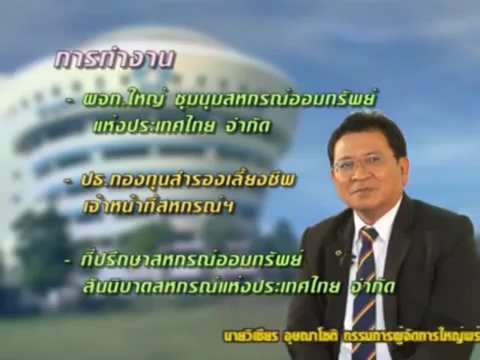 การทำงาน
- ผจก.ใหญ่ ชุมนุมสหกรณ์ออมทรัพย์
แห่งประเทศไทย จำกัด
- ปธ.กองทุนสำรองเลี้ยงชีพ
เจ้าหน้าที่สหกรณ์ฯ
- ที่ปรึกษาสหกรณ์ออมทรัพย์
สันนิบาตสหกรณ์แห่งประเทศไทย จำกัด
นายวิเชียร อุษณาโชติ กรรมการผู้จัดการใหญ่